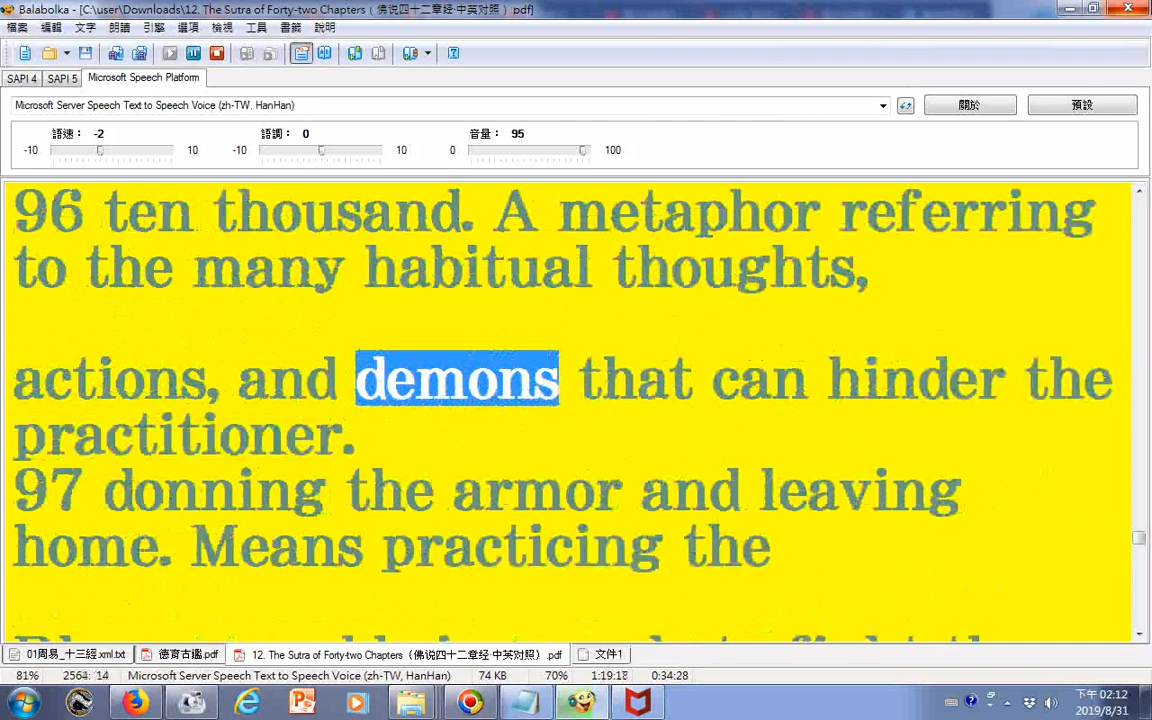 Balabolka - [C:\user\Downloads\12. The Sutra of Forty-two Chapters（佛说四十二章经·中英对照）.pdf]
檔案 編輯 文字 朗讀 引擎 選項 檢視 工具 書籤 說明
SAPI 4 SAPI 5 Microsoft Speech Platform
Microsoft Server Speech Text to Speech Voice (zh-TW, HanHan) 關於 預設
語速： -2 語調： 0 音量： 95
-10 10 -10 10 0 100
96 ten thousand. A metaphor referring
to the many habitual thoughts,
actions, and demons that can hinder the
practitioner.
97 donning the armor and leaving
home. Means practicing the
01周易_十三經.xml.txt 德育古鑑.pdf 12. The Sutra of Forty-two Chapters（佛说四十二章经·中英对照）.pdf 文件1
81% 2564: 14 Microsoft Server Speech Text to Speech Voice (zh-TW, HanHan) 74 KB 70% 1:19:18 0:34:28
下午 02:12
2019/8/31